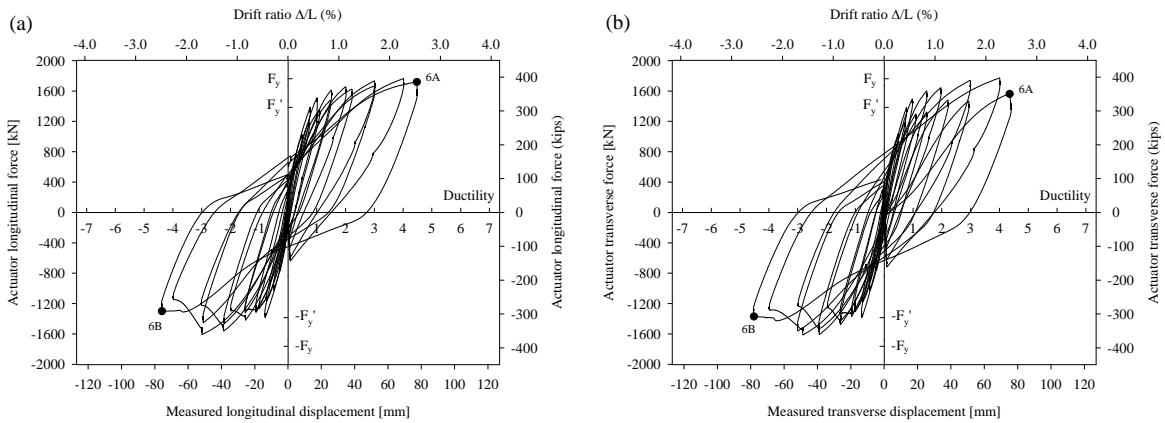 (a)
Drift ratio Δ/L (%)
-4.0 -3.0 -2.0 -1.0 0.0 1.0 2.0 3.0 4.0
2000
1600
1200
800
400
0
-400
-800
-1200
-1600
-2000
Actuator longitudinal force [kN]
F_y
F_y'
-F_y'
-F_y
6A
6B
Ductility
-7 -6 -5 -4 -3 -2 -1 1 2 3 4 5 6 7
400
300
200
100
0
-100
-200
-300
-400
Actuator longitudinal force (kips)
-120 -100 -80 -60 -40 -20 0 20 40 60 80 100 120
Measured longitudinal displacement [mm]
(b)
Drift ratio Δ/L (%)
-4.0 -3.0 -2.0 -1.0 0.0 1.0 2.0 3.0 4.0
2000
1600
1200
800
400
0
-400
-800
-1200
-1600
-2000
Actuator transverse force [kN]
F_y
F_y'
-F_y'
-F_y
6A
6B
Ductility
-7 -6 -5 -4 -3 -2 -1 1 2 3 4 5 6 7
400
300
200
100
0
-100
-200
-300
-400
Actuator transverse force (kips)
-120 -100 -80 -60 -40 -20 0 20 40 60 80 100 120
Measured transverse displacement [mm]